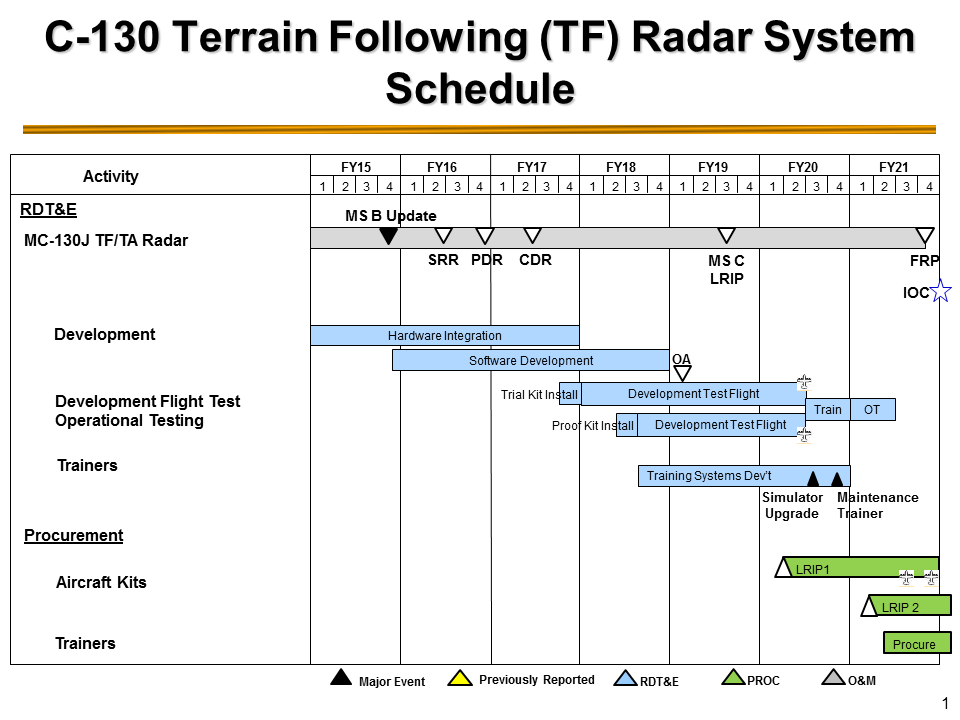 C-130 Terrain Following (TF) Radar System
Schedule
Activity
FY15 FY16 FY17 FY18 FY19 FY20 FY21
1 2 3 4 1 2 3 4 1 2 3 4 1 2 3 4 1 2 3 4 1 2 3 4 1 2 3 4
RDT&E
MS B Update
MC-130J TF/TA Radar
SRR PDR CDR MS C FRP
LRIP
IOC
Development
Hardware Integration
Software Development OA
Trial Kit Install Development Test Flight
Development Flight Test
Train OT
Operational Testing
Proof Kit Install Development Test Flight
Trainers
Training Systems Dev't
Simulator Maintenance
Upgrade Trainer
Procurement
LRIP1
Aircraft Kits
LRIP 2
Trainers
Procure
Major Event Previously Reported RDT&E PROC O&M
1